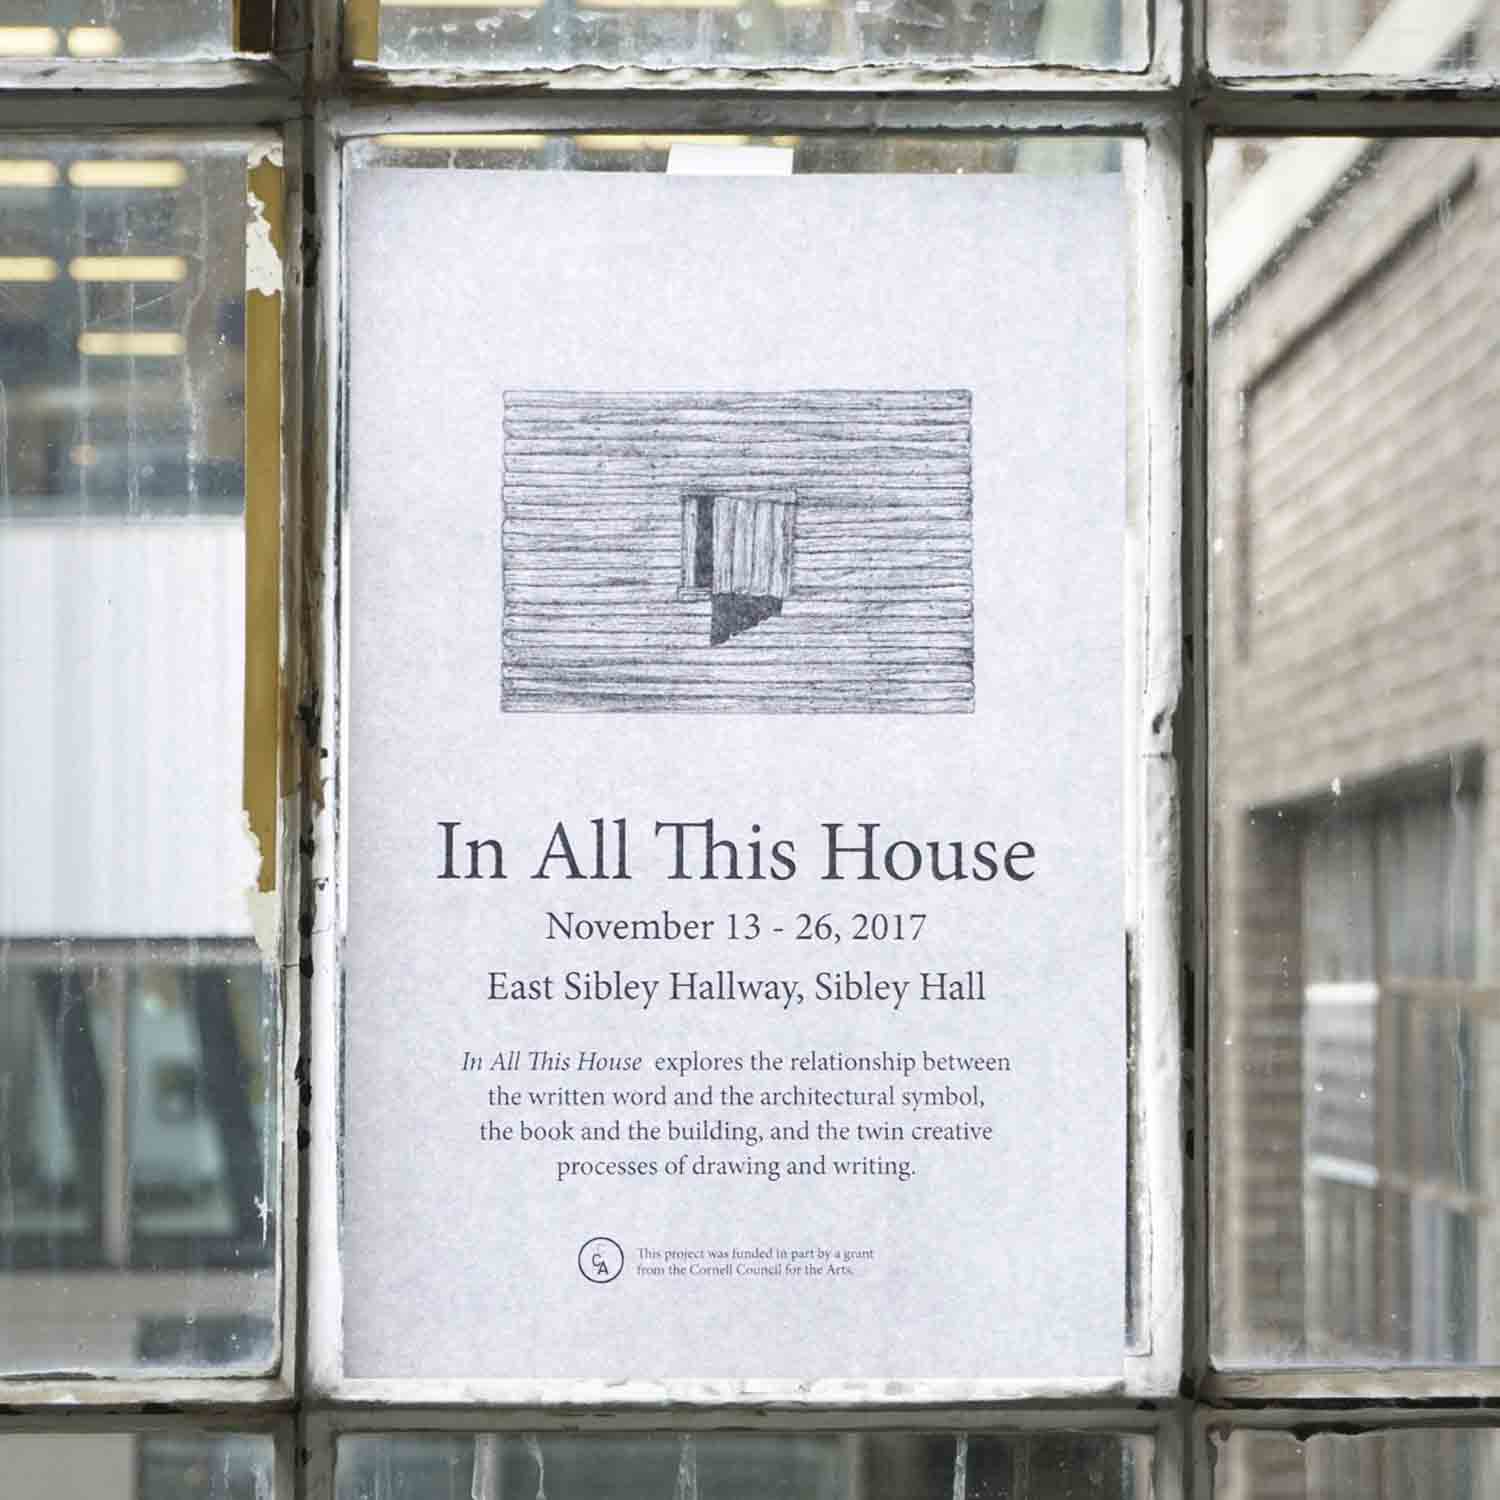 In All This House
November 13 - 26, 2017
East Sibley Hallway, Sibley Hall
In All This House explores the relationship between
the written word and the architectural symbol,
the book and the building, and the twin creative
processes of drawing and writing.
CA
This project was funded in part by a grant
from the Cornell Council for the Arts.